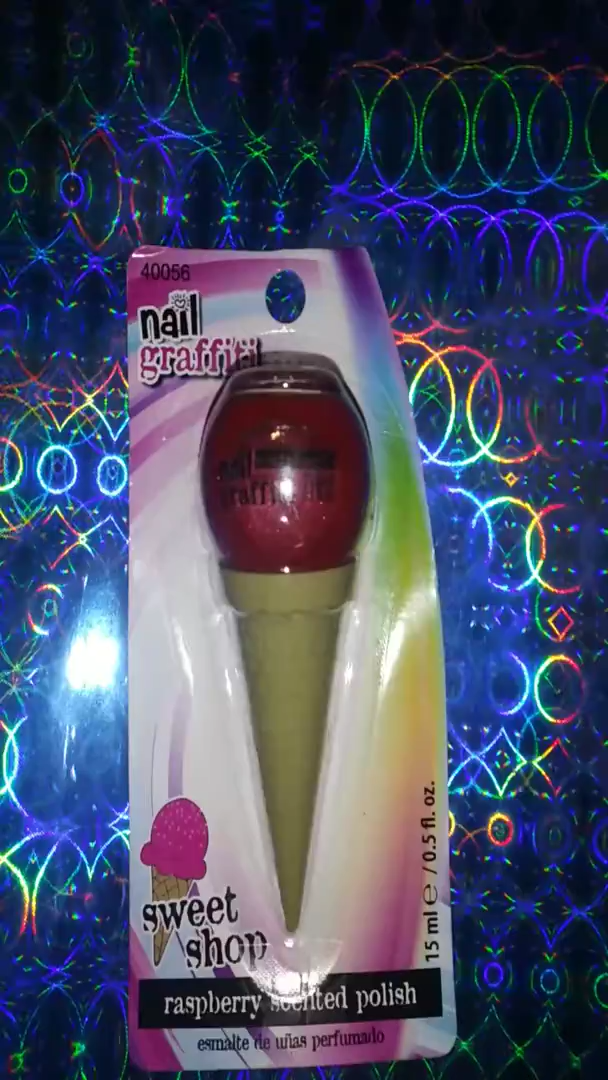 40056
nail
graffiti
nail
graffiti
sweet
shop
15 ml e / 0.5 fl. oz.
raspberry scented polish
esmalte de uñas perfumado